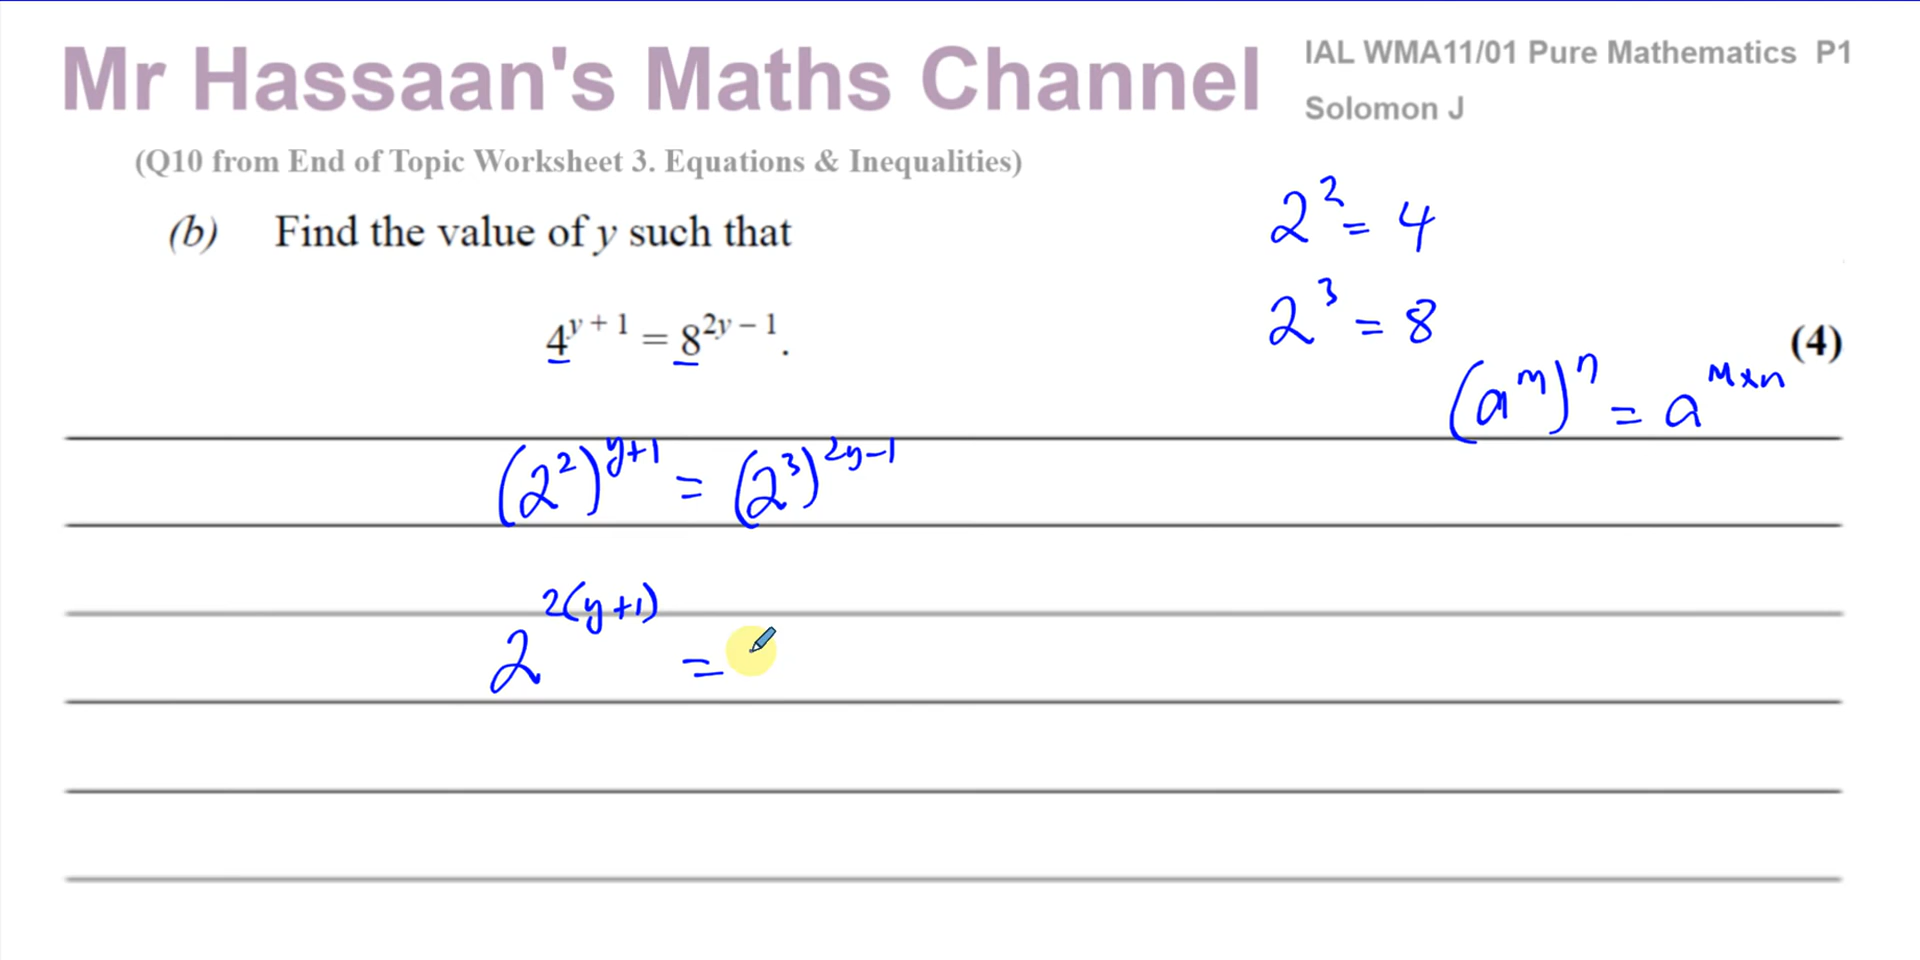 Mr Hassaan's Maths Channel
IAL WMA11/01 Pure Mathematics P1
Solomon J
(Q10 from End of Topic Worksheet 3. Equations & Inequalities)
(b) Find the value of y such that
2² = 4
4^{y + 1} = 8^{2y − 1}.
2³ = 8
(4)
(a^m)^n = a^{m×n}
(2²)^{y+1} = (2³)^{2y−1}
2^{2(y+1)} =